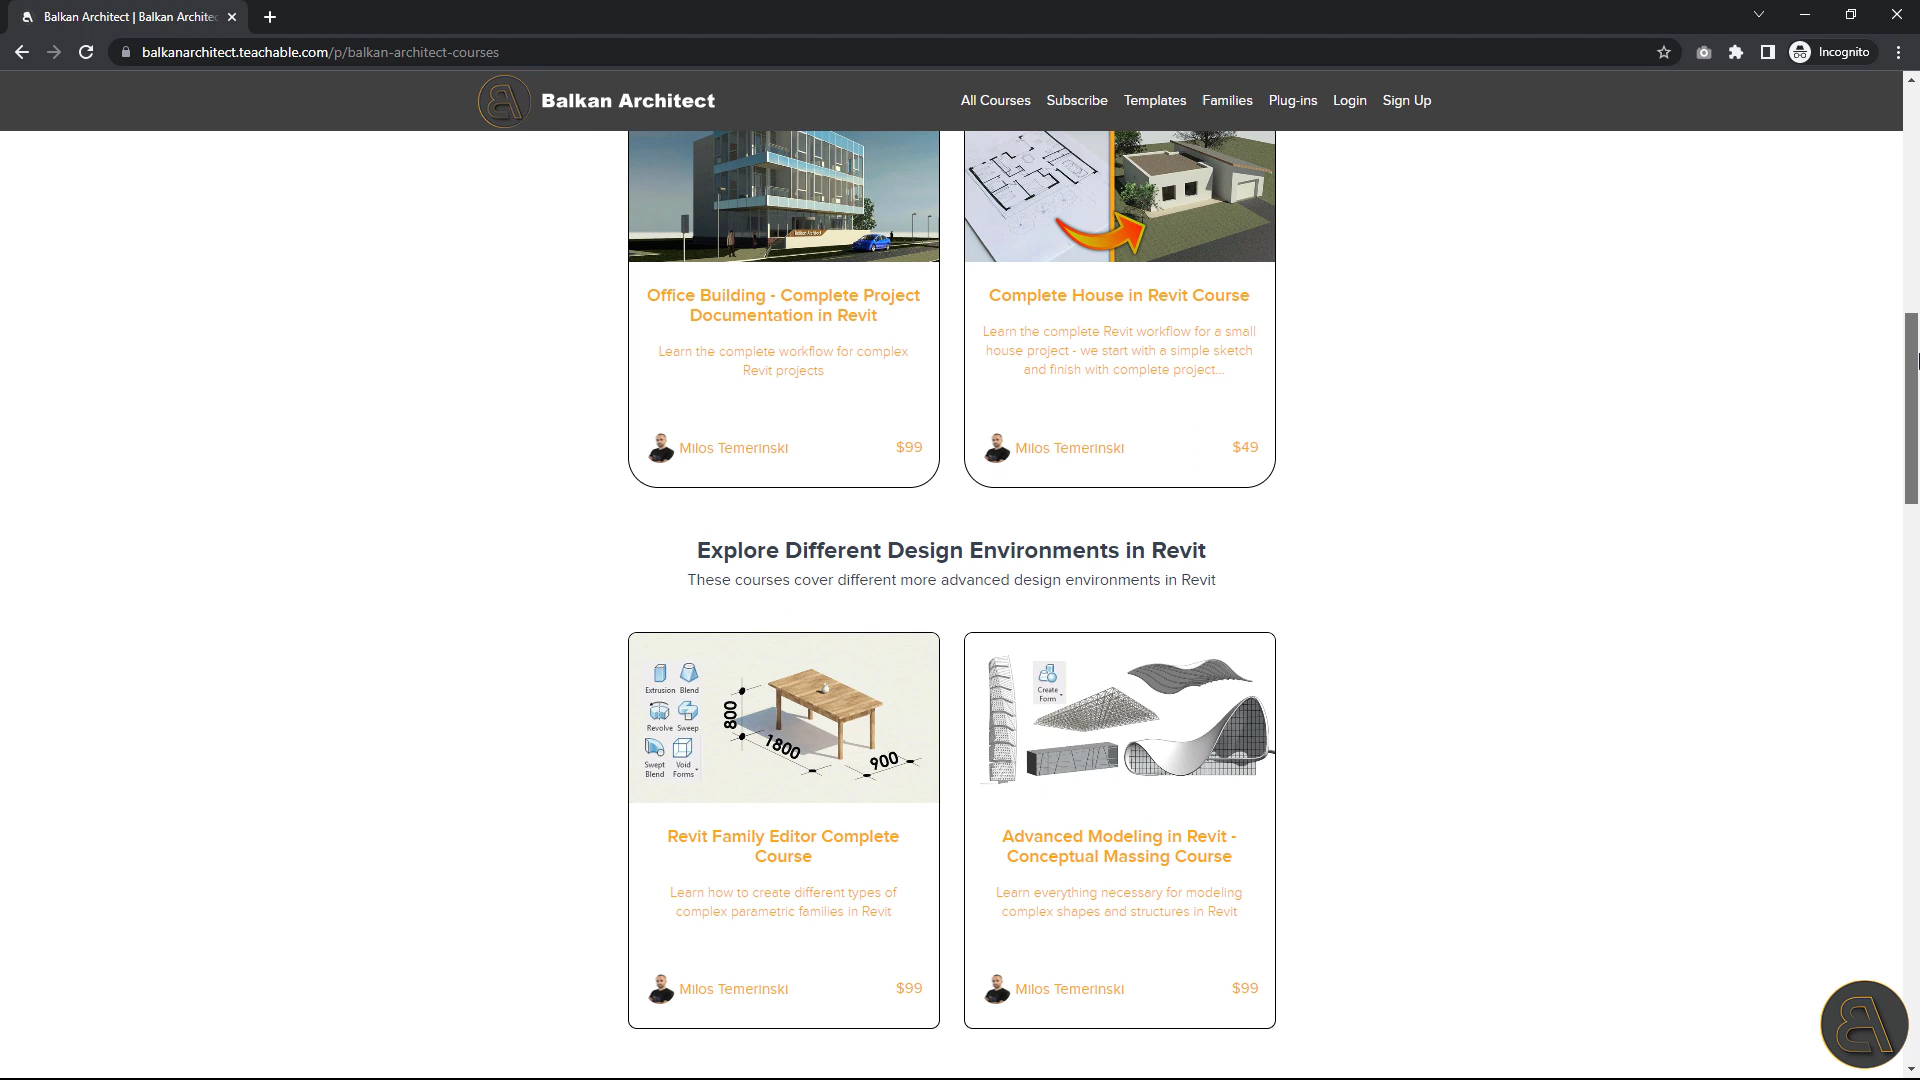 Balkan Architect | Balkan Archite
balkanarchitect.teachable.com/p/balkan-architect-courses
Incognito
Balkan Architect
All Courses
Subscribe
Templates
Families
Plug-ins
Login
Sign Up
Balkan Architect
Office Building - Complete Project
Documentation in Revit
Learn the complete workflow for complex
Revit projects
Milos Temerinski
$99
Complete House in Revit Course
Learn the complete Revit workflow for a small
house project - we start with a simple sketch
and finish with complete project...
Milos Temerinski
$49
Explore Different Design Environments in Revit
These courses cover different more advanced design environments in Revit
Extrusion Blend
Revolve Sweep
Swept Void
Blend Forms
800
1800
900
Revit Family Editor Complete
Course
Learn how to create different types of
complex parametric families in Revit
Milos Temerinski
$99
Create
Form
Advanced Modeling in Revit -
Conceptual Massing Course
Learn everything necessary for modeling
complex shapes and structures in Revit
Milos Temerinski
$99